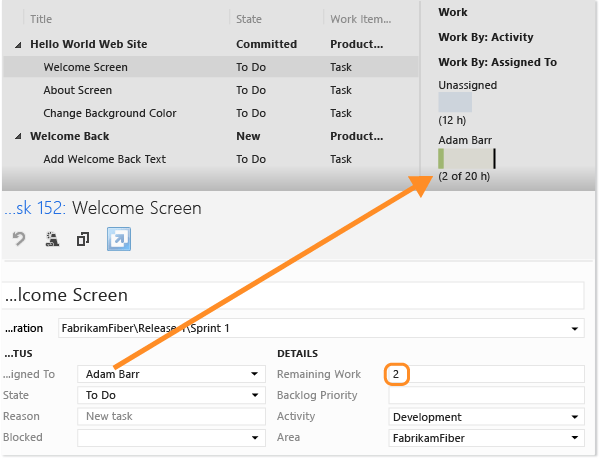 Title State Work Item...
Hello World Web Site Committed Product...
Welcome Screen To Do Task
About Screen To Do Task
Change Background Color To Do Task
Welcome Back New Product...
Add Welcome Back Text To Do Task
Work
Work By: Activity
Work By: Assigned To
Unassigned
(12 h)
Adam Barr
(2 of 20 h)
...sk 152: Welcome Screen
...lcome Screen
...ration FabrikamFiber\Release 1\Sprint 1
...TUS
...igned To Adam Barr
State To Do
Reason New task
Blocked
DETAILS
Remaining Work 2
Backlog Priority
Activity Development
Area FabrikamFiber